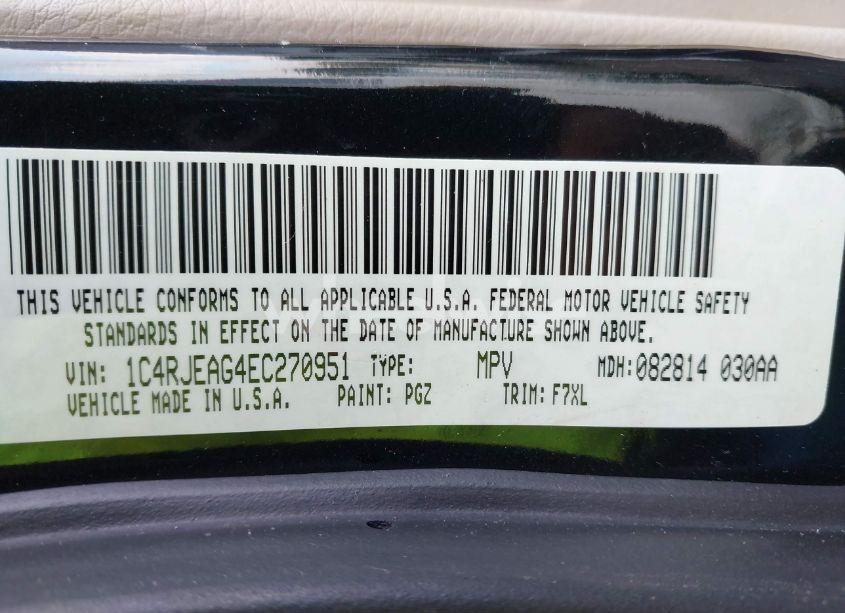 THIS VEHICLE CONFORMS TO ALL APPLICABLE U.S.A. FEDERAL MOTOR VEHICLE SAFETY
STANDARDS IN EFFECT ON THE DATE OF MANUFACTURE SHOWN ABOVE.
VIN: 1C4RJEAG4EC270951 TYPE: MPV MDH: 082814 030AA
VEHICLE MADE IN U.S.A. PAINT: PGZ TRIM: F7XL